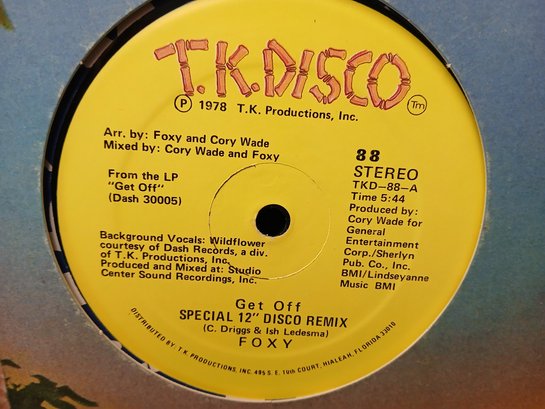 T.K.DISCO
Tm
Ⓟ 1978 T.K. Productions, Inc.
Arr. by: Foxy and Cory Wade
Mixed by: Cory Wade and Foxy
From the LP
"Get Off"
(Dash 30005)
Background Vocals: Wildflower
courtesy of Dash Records, a div.
of T.K. Productions, Inc.
Produced and Mixed at: Studio
Center Sound Recordings, Inc.
88
STEREO
TKD-88-A
Time 5:44
Produced by:
Cory Wade for
General
Entertainment
Corp./Sherlyn
Pub. Co., Inc.
BMI/Lindseyanne
Music BMI
Get Off
SPECIAL 12" DISCO REMIX
(C. Driggs & Ish Ledesma)
FOXY
DISTRIBUTED BY: T.K. PRODUCTIONS, INC. 495 S. E. 10th COURT, HIALEAH, FLORIDA 33010